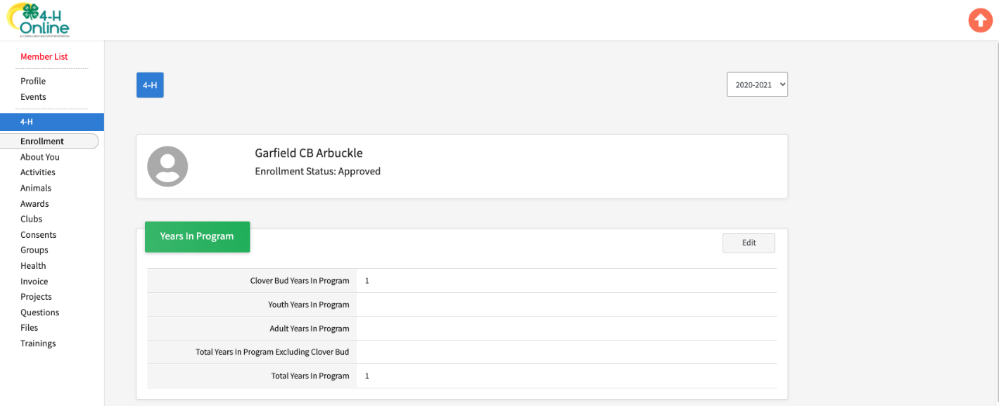 4-H
Online
Member List
Profile
Events
4-H
Enrollment
About You
Activities
Animals
Awards
Clubs
Consents
Groups
Health
Invoice
Projects
Questions
Files
Trainings
4-H
2020-2021
Garfield CB Arbuckle
Enrollment Status: Approved
Years In Program
Edit
Clover Bud Years In Program 1
Youth Years In Program
Adult Years In Program
Total Years In Program Excluding Clover Bud
Total Years In Program 1